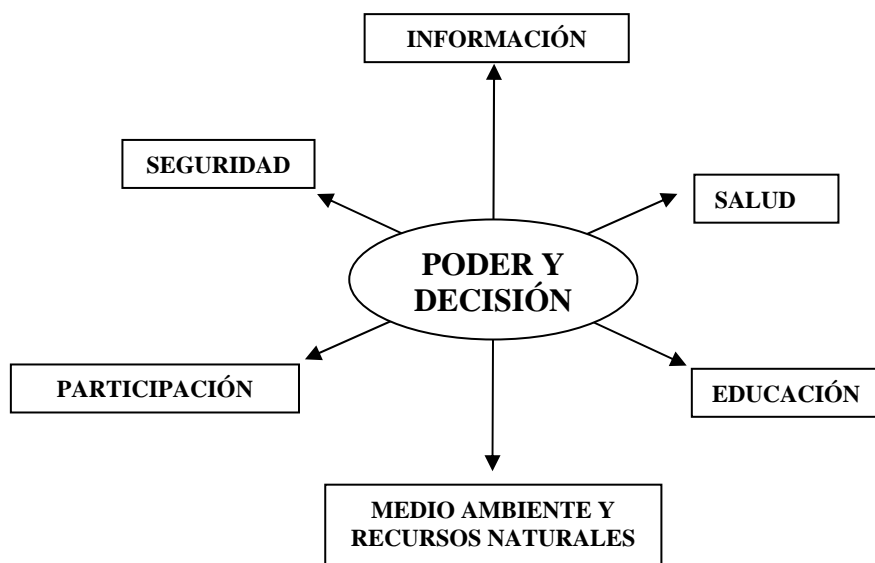 INFORMACIÓN
SEGURIDAD
SALUD
PODER Y
DECISIÓN
PARTICIPACIÓN
EDUCACIÓN
MEDIO AMBIENTE Y
RECURSOS NATURALES